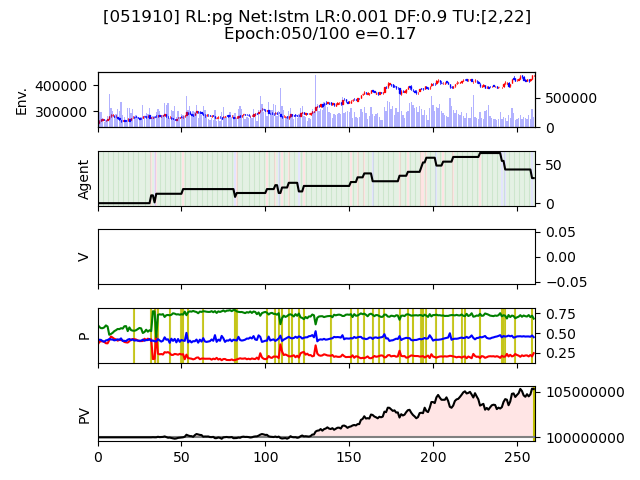 [051910] RL:pg Net:lstm LR:0.001 DF:0.9 TU:[2,22]
Epoch:050/100 e=0.17
Env.
400000
300000
500000
0
Agent
50
0
V
0.05
0.00
−0.05
P
0.75
0.50
0.25
PV
105000000
100000000
0 50 100 150 200 250